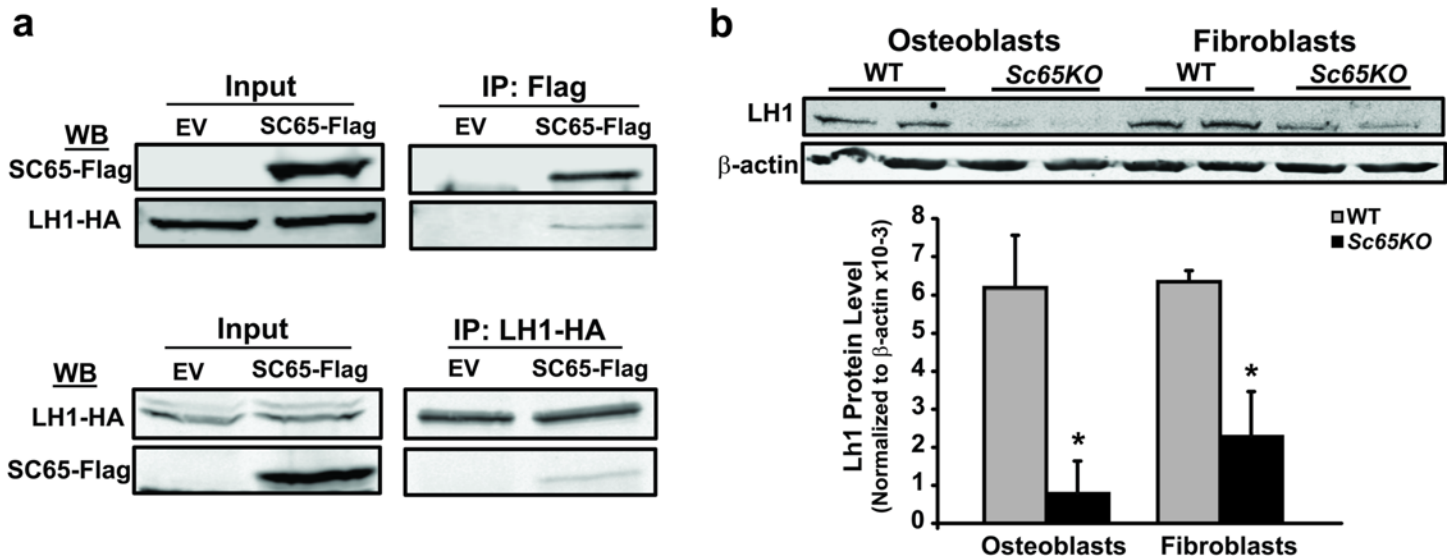 a
Input
IP: Flag
WB
EV
SC65-Flag
EV
SC65-Flag
SC65-Flag
LH1-HA
Input
IP: LH1-HA
WB
EV
SC65-Flag
EV
SC65-Flag
LH1-HA
SC65-Flag
b
Osteoblasts
Fibroblasts
WT
Sc65KO
WT
Sc65KO
LH1
β-actin
Lh1 Protein Level
(Normalized to β-actin x10-3)
8
7
6
5
4
3
2
1
0
WT
Sc65KO
*
*
Osteoblasts
Fibroblasts